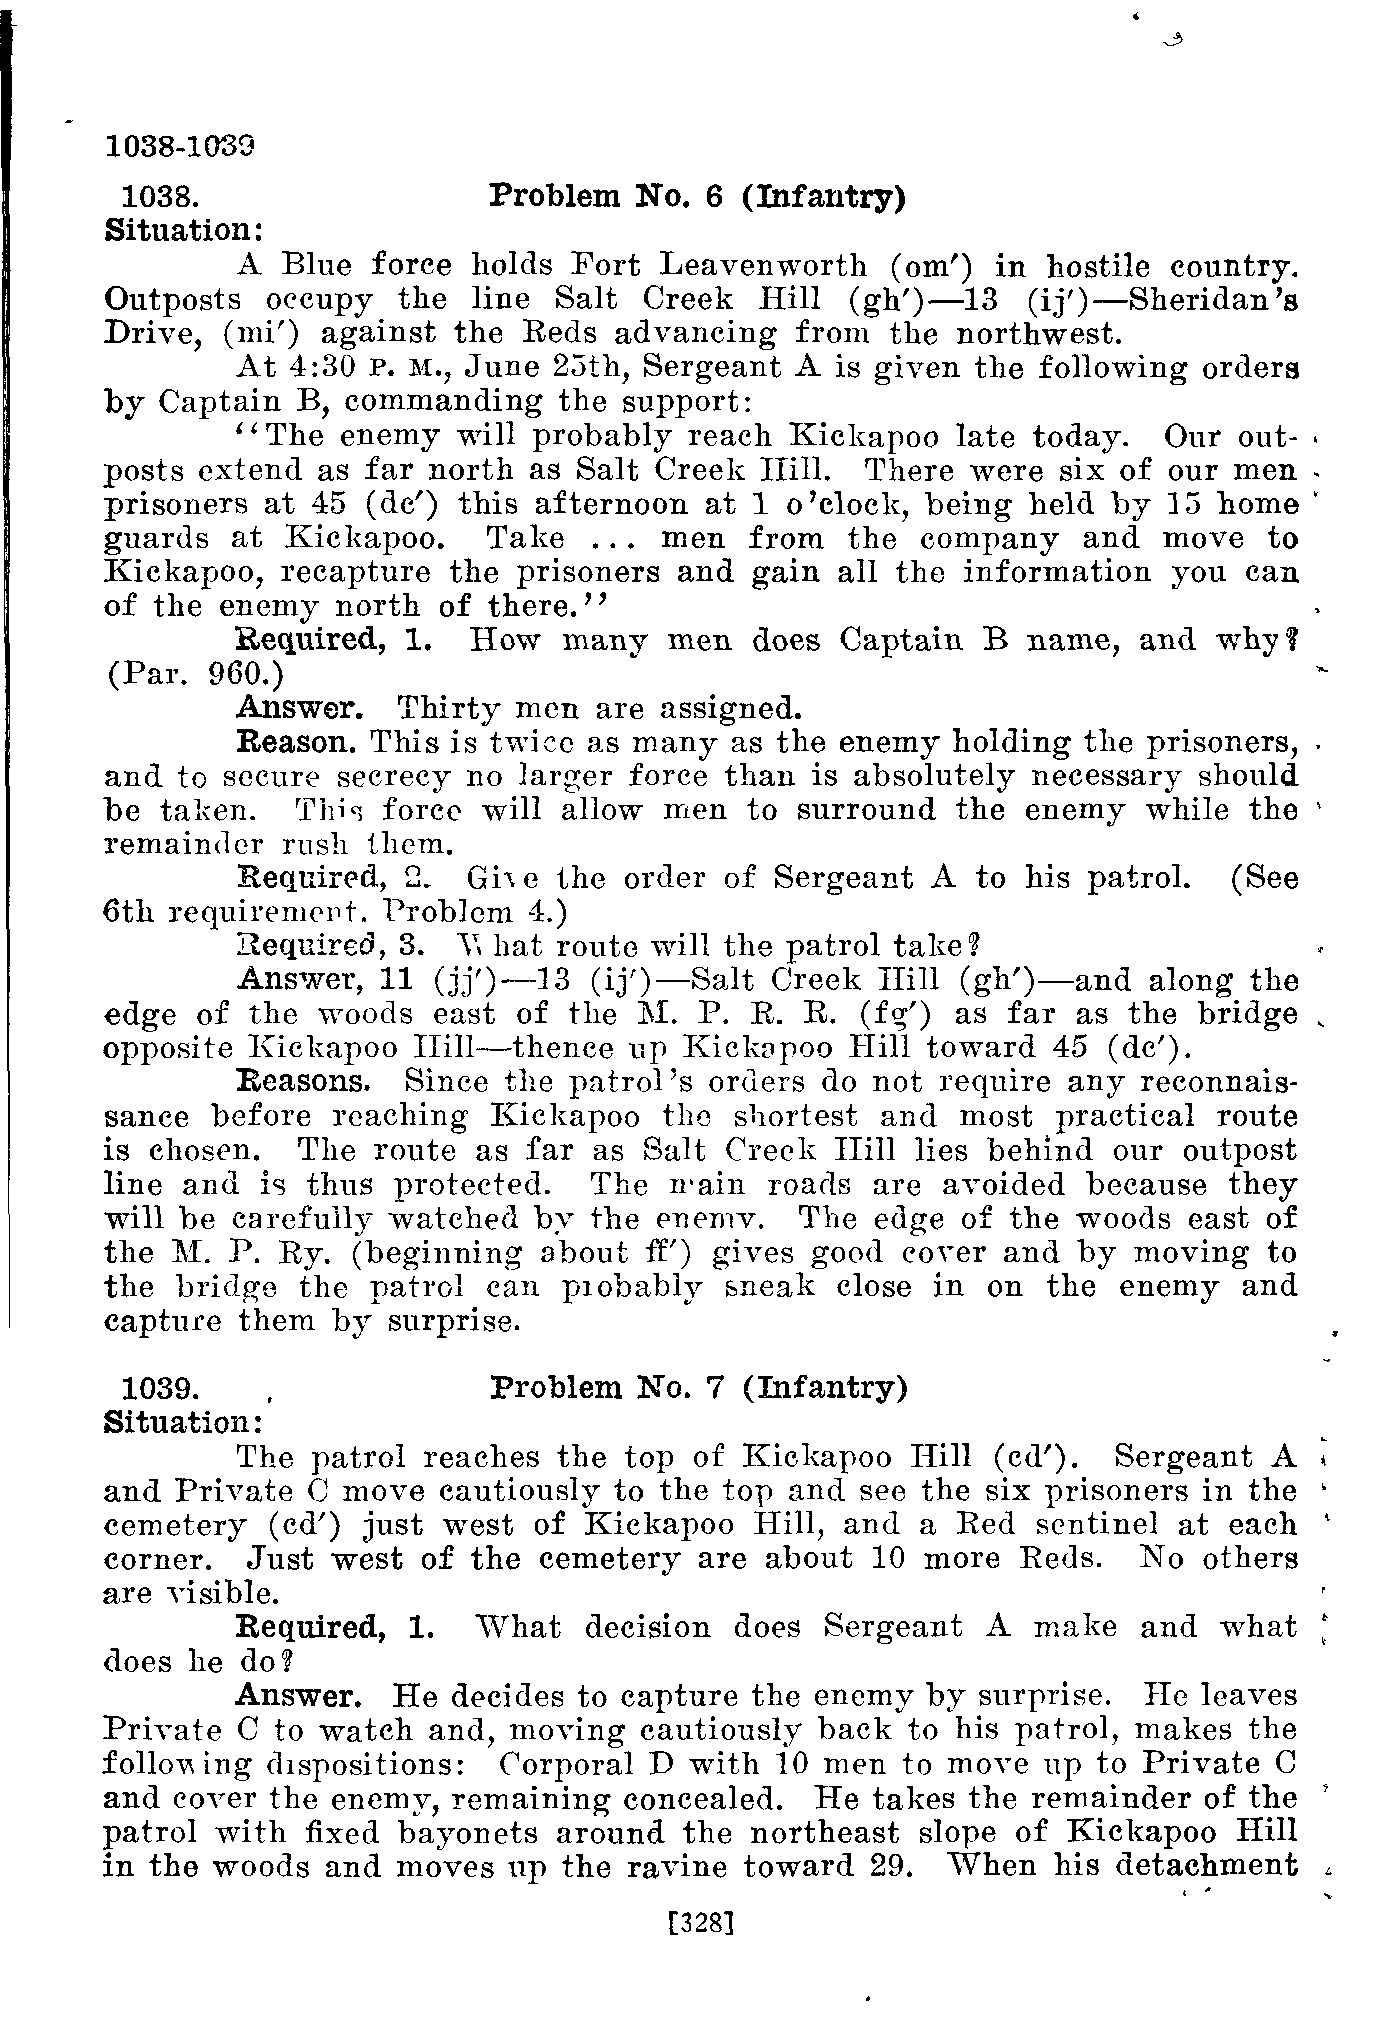 1038-1039
1038. Problem No. 6 (Infantry)
Situation:
A Blue force holds Fort Leavenworth (om′) in hostile country.
Outposts occupy the line Salt Creek Hill (gh′)—13 (ij′)—Sheridan's
Drive, (mi′) against the Reds advancing from the northwest.
At 4:30 P. M., June 25th, Sergeant A is given the following orders
by Captain B, commanding the support:
"The enemy will probably reach Kickapoo late today. Our out-
posts extend as far north as Salt Creek Hill. There were six of our men
prisoners at 45 (dc′) this afternoon at 1 o'clock, being held by 15 home
guards at Kickapoo. Take ... men from the company and move to
Kickapoo, recapture the prisoners and gain all the information you can
of the enemy north of there."
Required, 1. How many men does Captain B name, and why?
(Par. 960.)
Answer. Thirty men are assigned.
Reason. This is twice as many as the enemy holding the prisoners,
and to secure secrecy no larger force than is absolutely necessary should
be taken. This force will allow men to surround the enemy while the
remainder rush them.
Required, 2. Give the order of Sergeant A to his patrol. (See
6th requirement. Problem 4.)
Required, 3. What route will the patrol take?
Answer, 11 (jj′)—13 (ij′)—Salt Creek Hill (gh′)—and along the
edge of the woods east of the M. P. R. R. (fg′) as far as the bridge
opposite Kickapoo Hill—thence up Kickapoo Hill toward 45 (dc′).
Reasons. Since the patrol's orders do not require any reconnais-
sance before reaching Kickapoo the shortest and most practical route
is chosen. The route as far as Salt Creek Hill lies behind our outpost
line and is thus protected. The main roads are avoided because they
will be carefully watched by the enemy. The edge of the woods east of
the M. P. Ry. (beginning about ff′) gives good cover and by moving to
the bridge the patrol can probably sneak close in on the enemy and
capture them by surprise.
1039. Problem No. 7 (Infantry)
Situation:
The patrol reaches the top of Kickapoo Hill (cd′). Sergeant A
and Private C move cautiously to the top and see the six prisoners in the
cemetery (cd′) just west of Kickapoo Hill, and a Red sentinel at each
corner. Just west of the cemetery are about 10 more Reds. No others
are visible.
Required, 1. What decision does Sergeant A make and what
does he do?
Answer. He decides to capture the enemy by surprise. He leaves
Private C to watch and, moving cautiously back to his patrol, makes the
following dispositions: Corporal D with 10 men to move up to Private C
and cover the enemy, remaining concealed. He takes the remainder of the
patrol with fixed bayonets around the northeast slope of Kickapoo Hill
in the woods and moves up the ravine toward 29. When his detachment
[328]